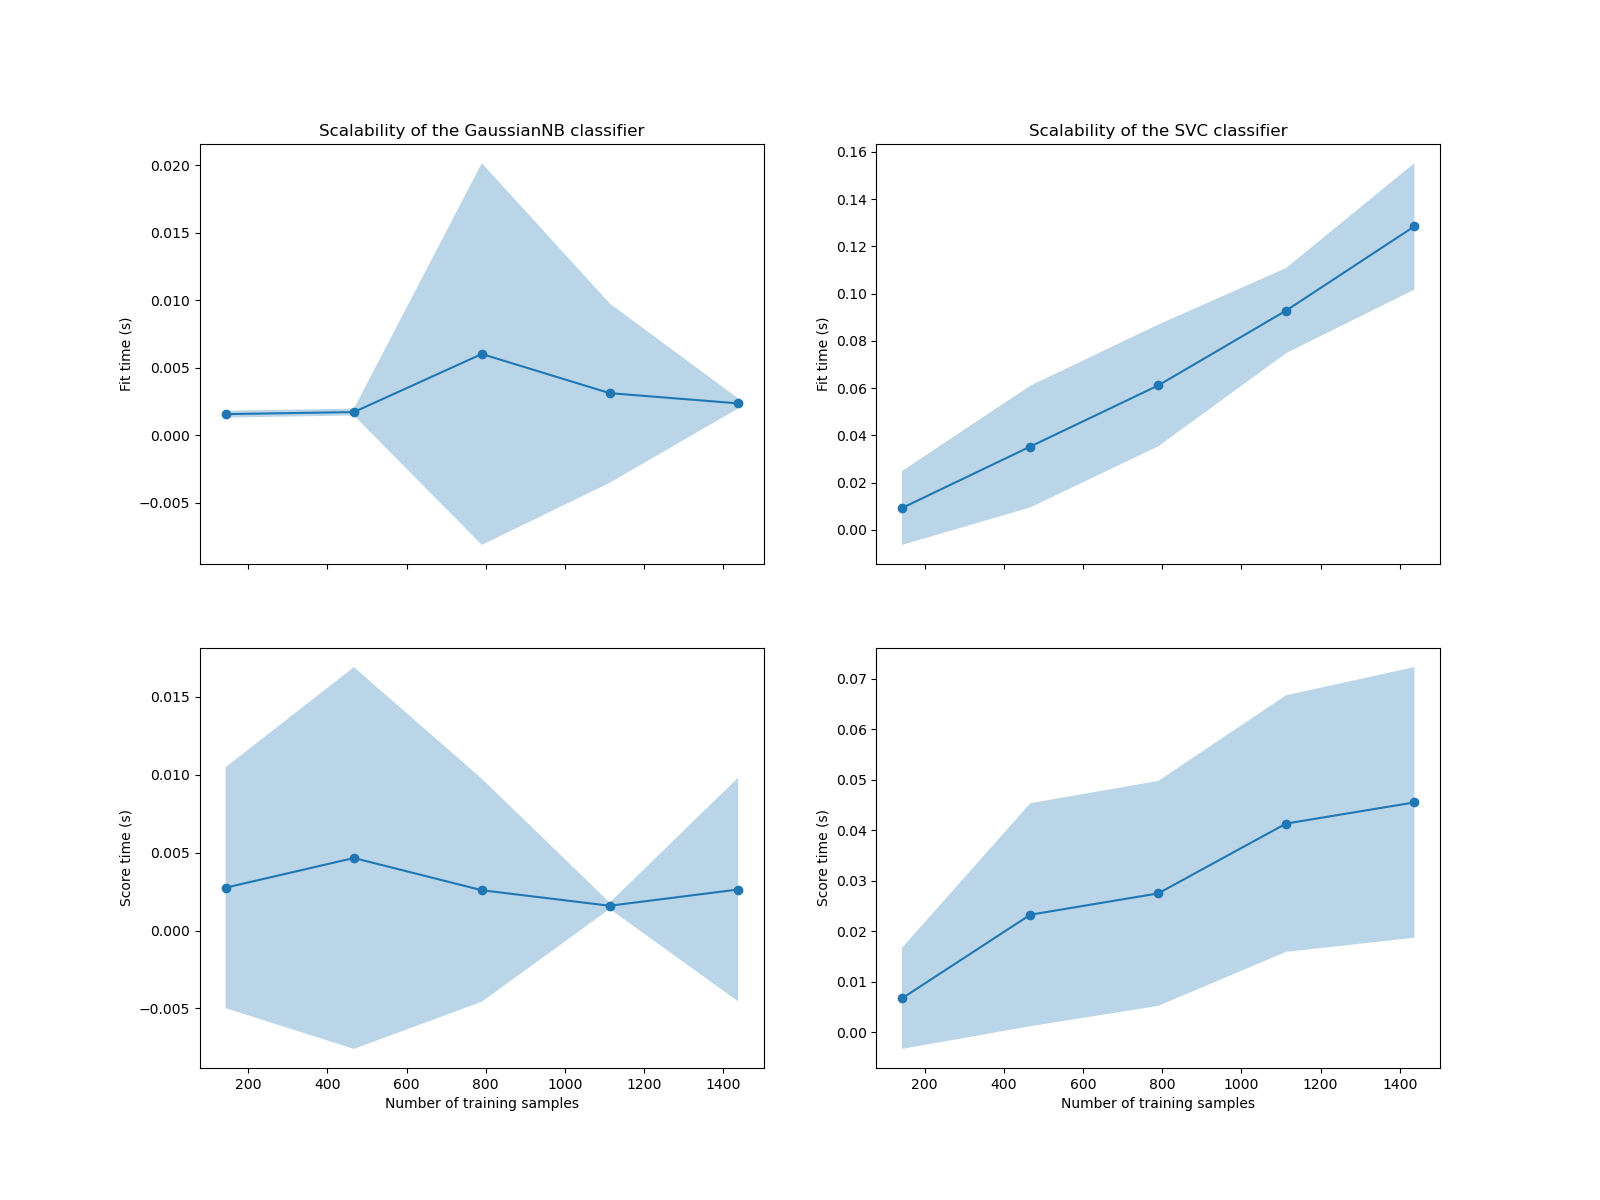 Scalability of the GaussianNB classifier
0.020
0.015
0.010
0.005
0.000
−0.005
Fit time (s)
Scalability of the SVC classifier
0.16
0.14
0.12
0.10
0.08
0.06
0.04
0.02
0.00
Fit time (s)
0.015
0.010
0.005
0.000
−0.005
Score time (s)
200 400 600 800 1000 1200 1400
Number of training samples
0.07
0.06
0.05
0.04
0.03
0.02
0.01
0.00
Score time (s)
200 400 600 800 1000 1200 1400
Number of training samples